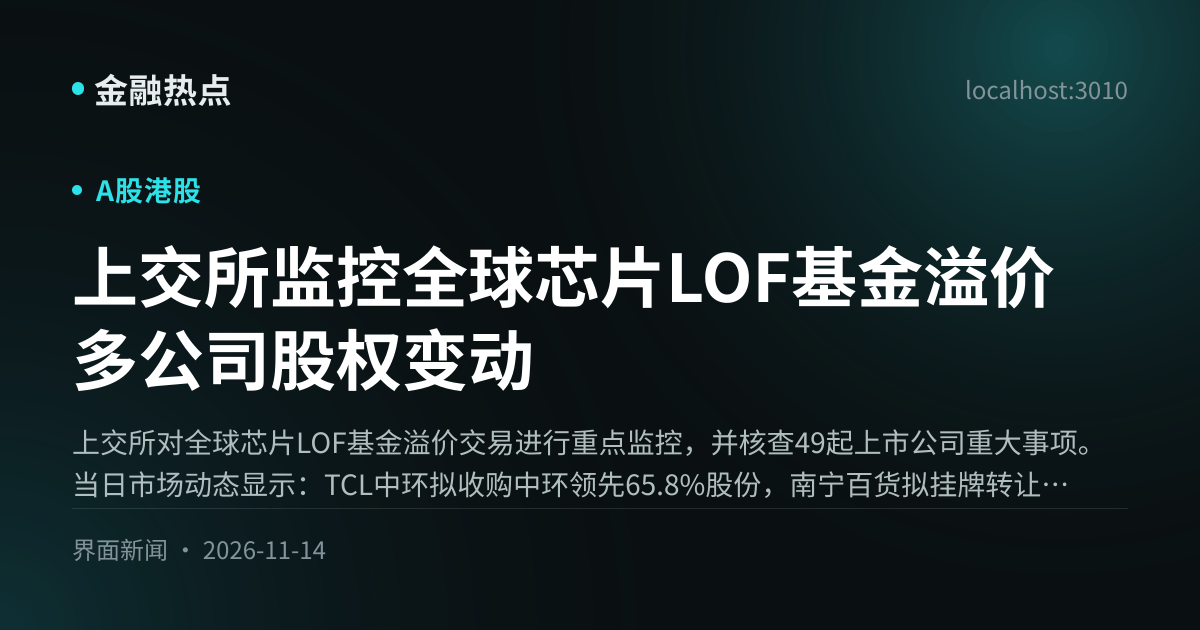 金融热点
localhost:3010
A股港股
上交所监控全球芯片LOF基金溢价
多公司股权变动
上交所对全球芯片LOF基金溢价交易进行重点监控，并核查49起上市公司重大事项。
当日市场动态显示：TCL中环拟收购中环领先65.8%股份，南宁百货拟挂牌转让…
界面新闻 • 2026-11-14